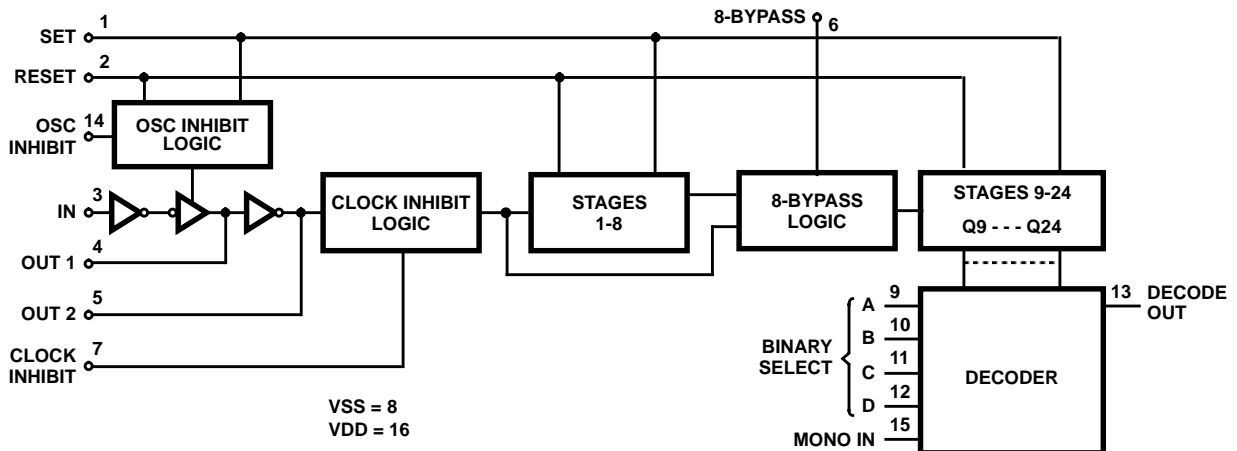 1
SET
2
RESET
8-BYPASS
6
OSC
INHIBIT
14
OSC INHIBIT
LOGIC
3
IN
4
OUT 1
5
OUT 2
7
CLOCK
INHIBIT
CLOCK INHIBIT
LOGIC
STAGES
1-8
8-BYPASS
LOGIC
STAGES 9-24
Q9 - - - Q24
BINARY
SELECT
A
9
B
10
C
11
D
12
MONO IN
15
DECODER
13
DECODE
OUT
VSS = 8
VDD = 16